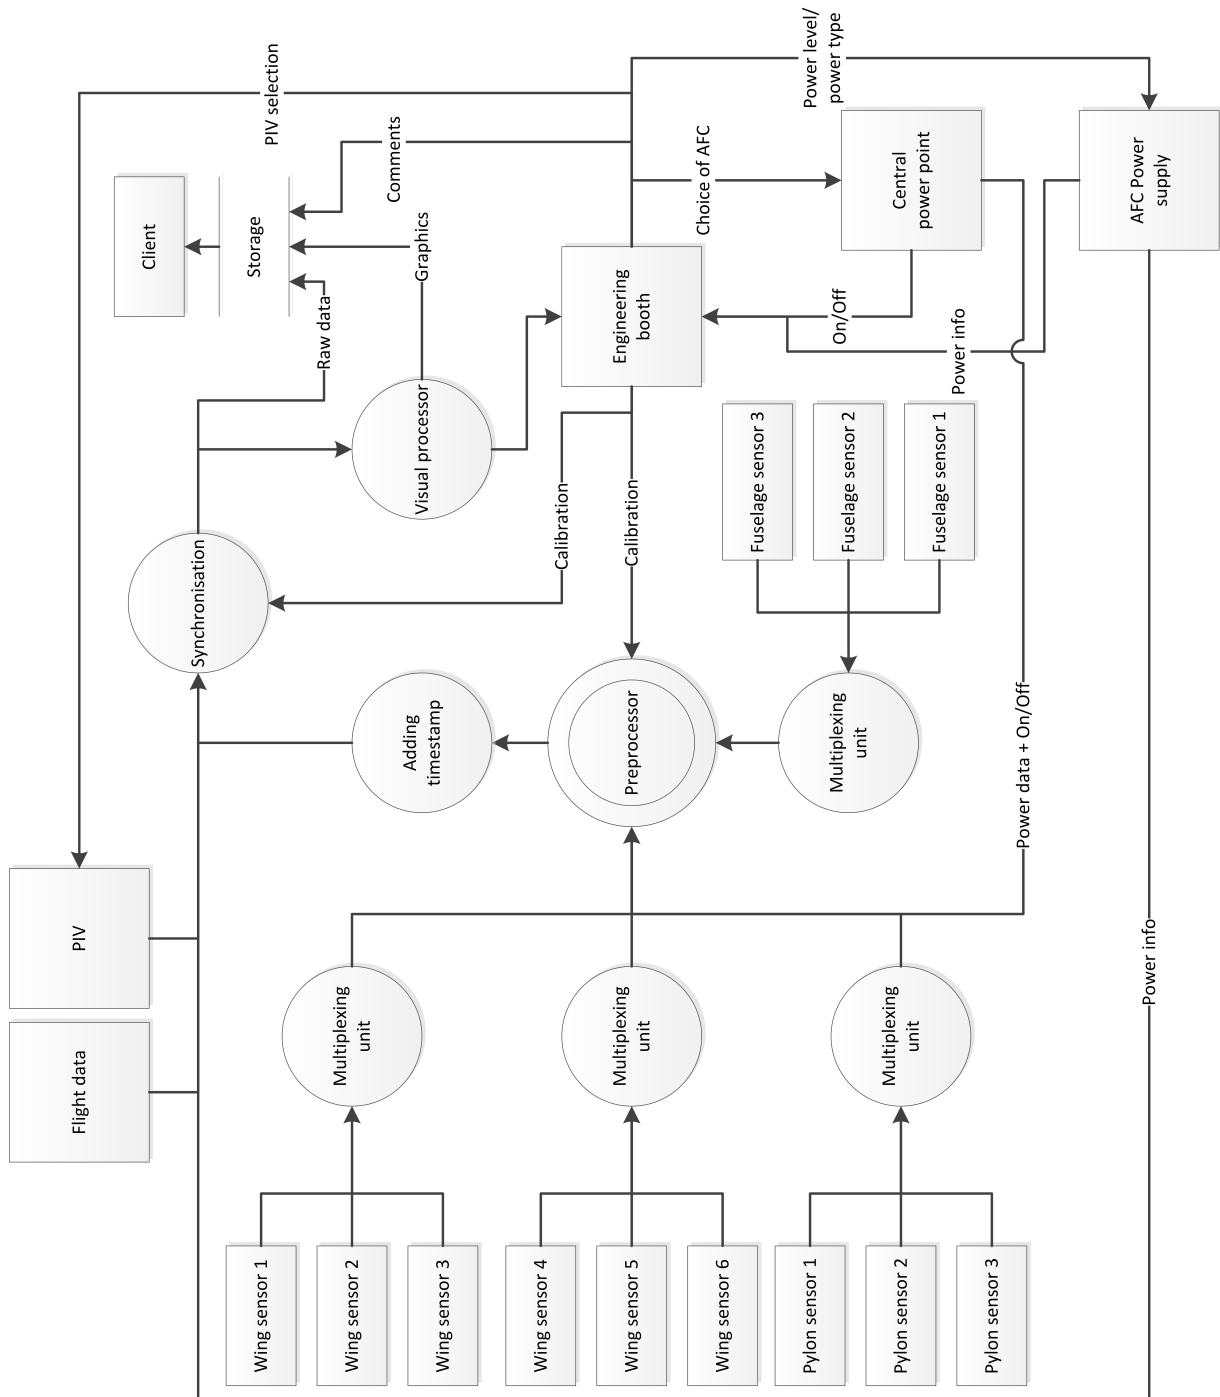 Flight data
PIV
PIV selection
Client
Synchronisation
Storage
Wing sensor 1
Raw data
Multiplexing
unit
Wing sensor 2
Comments
Adding
timestamp
Visual processor
Graphics
Wing sensor 3
Wing sensor 4
Calibration
Multiplexing
unit
Wing sensor 5
Preprocessor
Calibration
Engineering
booth
Choice of AFC
Wing sensor 6
Fuselage sensor 3
Pylon sensor 1
Power level/
power type
On/Off
Multiplexing
unit
Fuselage sensor 2
Pylon sensor 2
Multiplexing
unit
Central
power point
Fuselage sensor 1
Power info
Pylon sensor 3
Power data + On/Off
AFC Power
supply
Power info